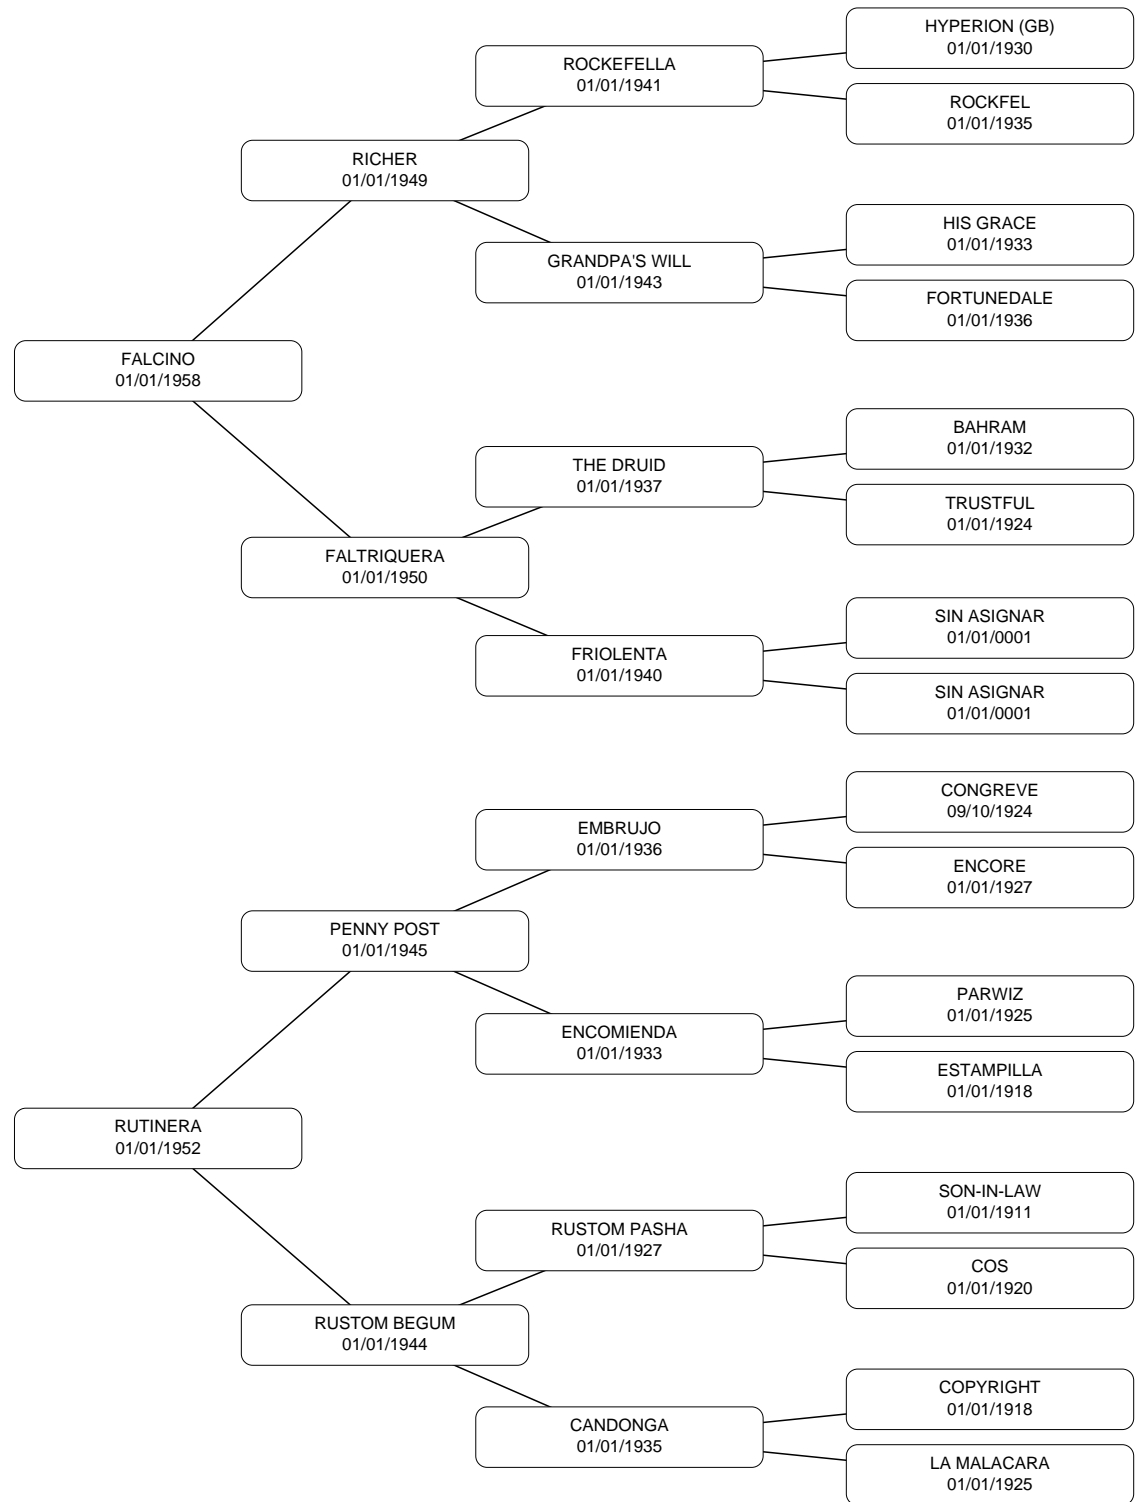 HYPERION (GB)
01/01/1930
ROCKEFELLA
01/01/1941
ROCKFEL
01/01/1935
RICHER
01/01/1949
HIS GRACE
01/01/1933
GRANDPA'S WILL
01/01/1943
FORTUNEDALE
01/01/1936
FALCINO
01/01/1958
BAHRAM
01/01/1932
THE DRUID
01/01/1937
TRUSTFUL
01/01/1924
FALTRIQUERA
01/01/1950
SIN ASIGNAR
01/01/0001
FRIOLENTA
01/01/1940
SIN ASIGNAR
01/01/0001
CONGREVE
09/10/1924
EMBRUJO
01/01/1936
ENCORE
01/01/1927
PENNY POST
01/01/1945
PARWIZ
01/01/1925
ENCOMIENDA
01/01/1933
ESTAMPILLA
01/01/1918
RUTINERA
01/01/1952
SON-IN-LAW
01/01/1911
RUSTOM PASHA
01/01/1927
COS
01/01/1920
RUSTOM BEGUM
01/01/1944
COPYRIGHT
01/01/1918
CANDONGA
01/01/1935
LA MALACARA
01/01/1925